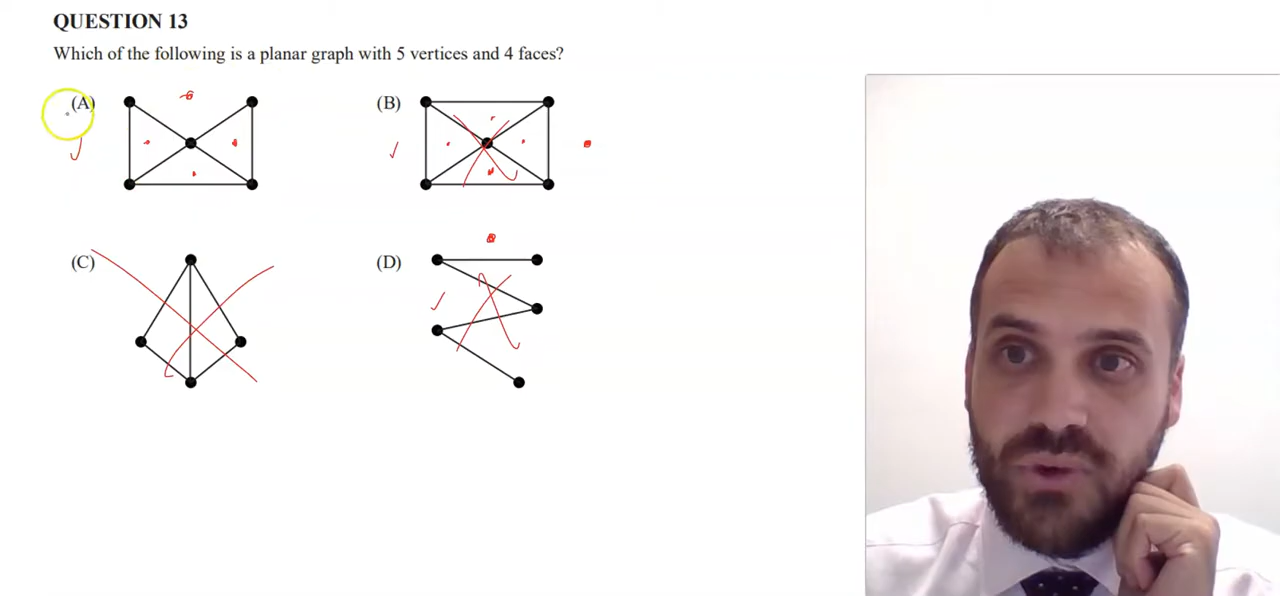 QUESTION 13
Which of the following is a planar graph with 5 vertices and 4 faces?
(A)
(B)
(C)
(D)